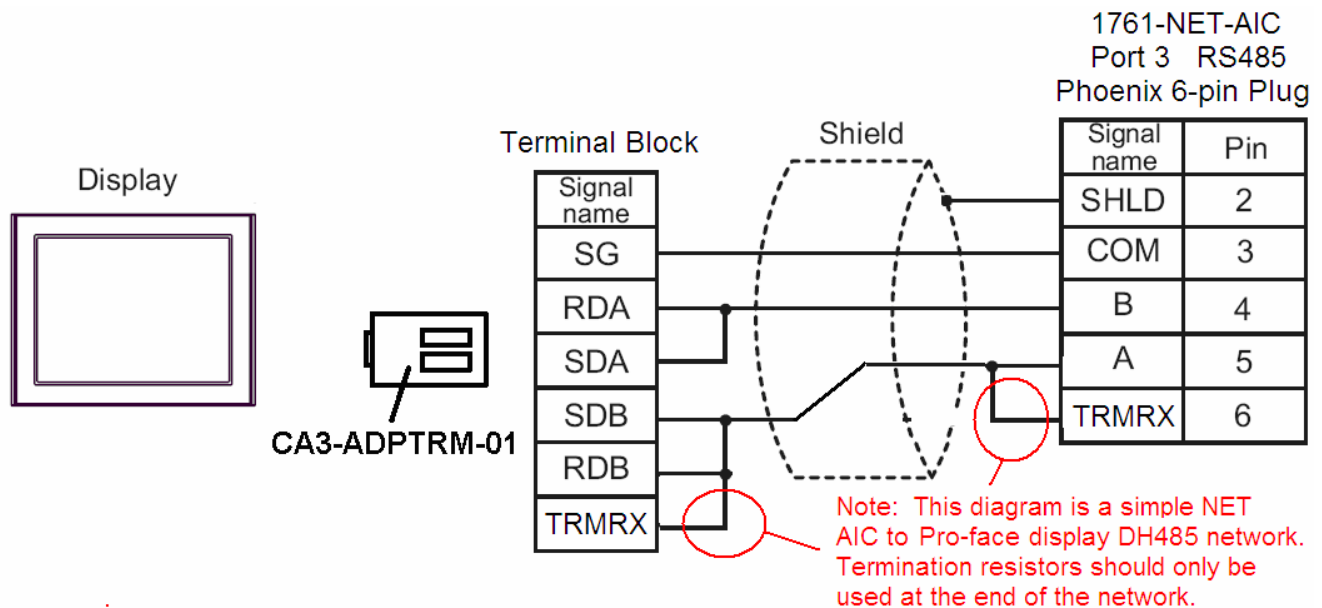 1761-NET-AIC
Port 3 RS485
Phoenix 6-pin Plug
Display
CA3-ADPTRM-01
Terminal Block
Signal name
SG
RDA
SDA
SDB
RDB
TRMRX
Shield
Signal name Pin
SHLD 2
COM 3
B 4
A 5
TRMRX 6
Note: This diagram is a simple NET
AIC to Pro-face display DH485 network.
Termination resistors should only be
used at the end of the network.